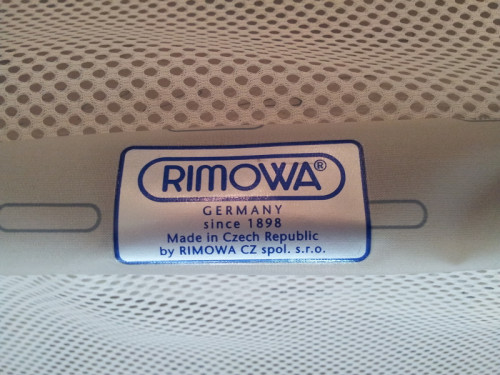 RIMOWA®
GERMANY
since 1898
Made in Czech Republic
by RIMOWA CZ spol. s.r.o.